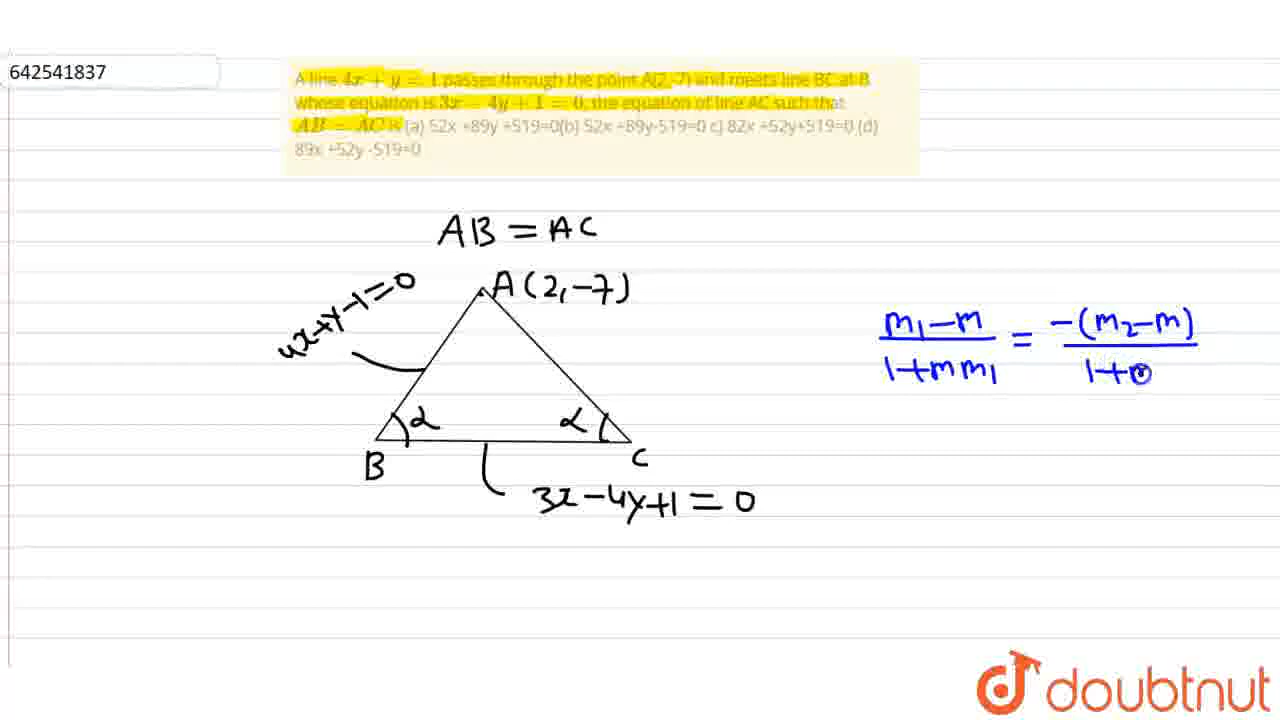 642541837
A line 4x + y = 1 passes through the point A(2,-7) and meets line BC at B
whose equation is 3x − 4y + 1 = 0, the equation of line AC such that
AB = AC is (a) 52x +89y +519=0(b) 52x +89y-519=0 c) 82x +52y+519=0 (d)
89x +52y -519=0
AB = AC
A(2,-7)
4x+y-1=0
m1-m / 1+mm1 = -(m2-m) / 1+m
α α
B C
3x-4y+1=0
doubtnut